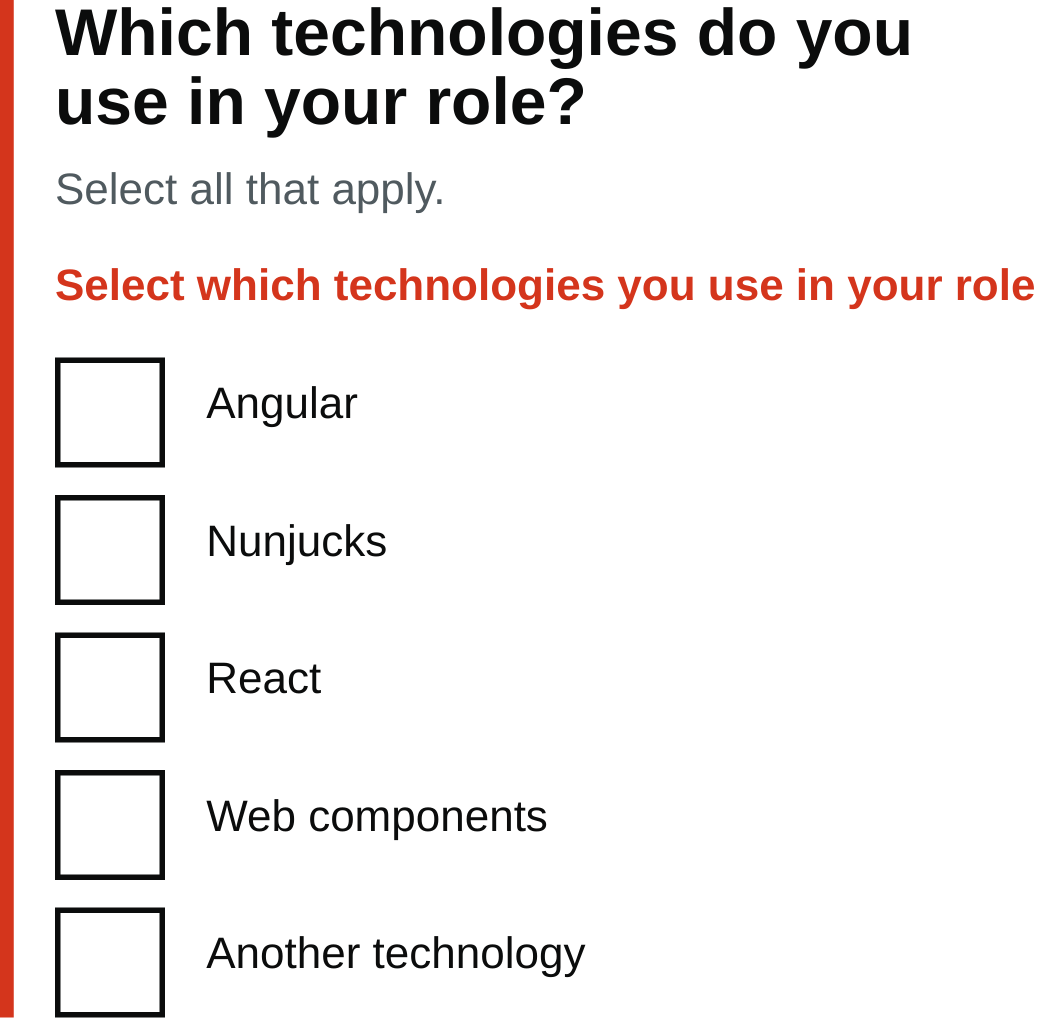 Which technologies do you
use in your role?
Select all that apply.
Select which technologies you use in your role
Angular
Nunjucks
React
Web components
Another technology